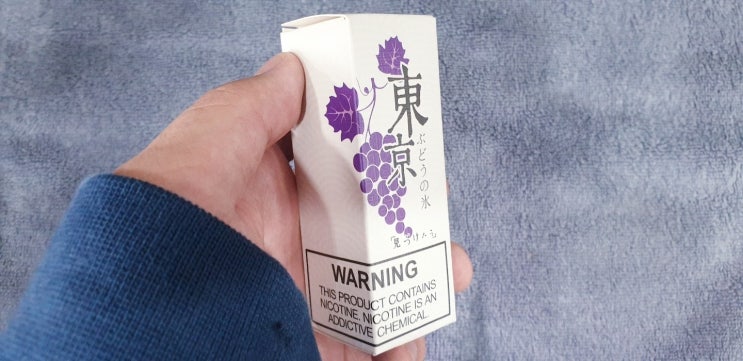 東京
ぶどうの氷
WARNING
THIS PRODUCT CONTAINS
NICOTINE. NICOTINE IS AN
ADDICTIVE CHEMICAL.